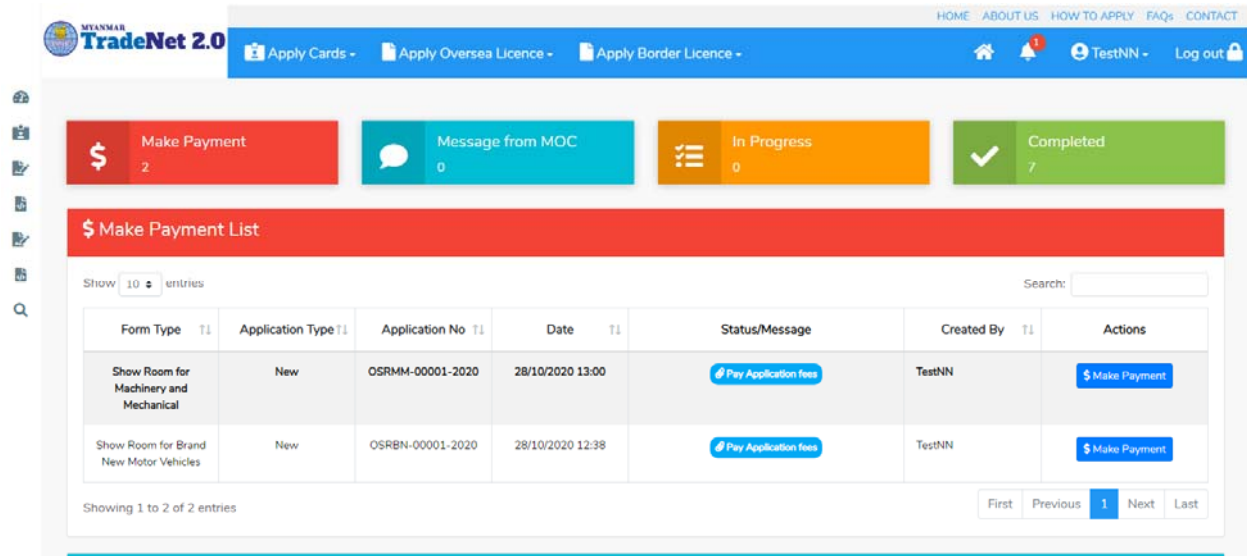 HOME ABOUT US HOW TO APPLY FAQs CONTACT
MYANMAR
TradeNet 2.0
Apply Cards Apply Oversea Licence Apply Border Licence 1 TestNN Log out
Make Payment
2
Message from MOC
0
In Progress
0
Completed
7
$ Make Payment List
Show 10 entries Search:
Form Type Application Type Application No Date Status/Message Created By Actions
Show Room for Machinery and Mechanical New OSRMM-00001-2020 28/10/2020 13:00 Pay Application fees TestNN $ Make Payment
Show Room for Brand New Motor Vehicles New OSRBN-00001-2020 28/10/2020 12:38 Pay Application fees TestNN $ Make Payment
Showing 1 to 2 of 2 entries First Previous 1 Next Last